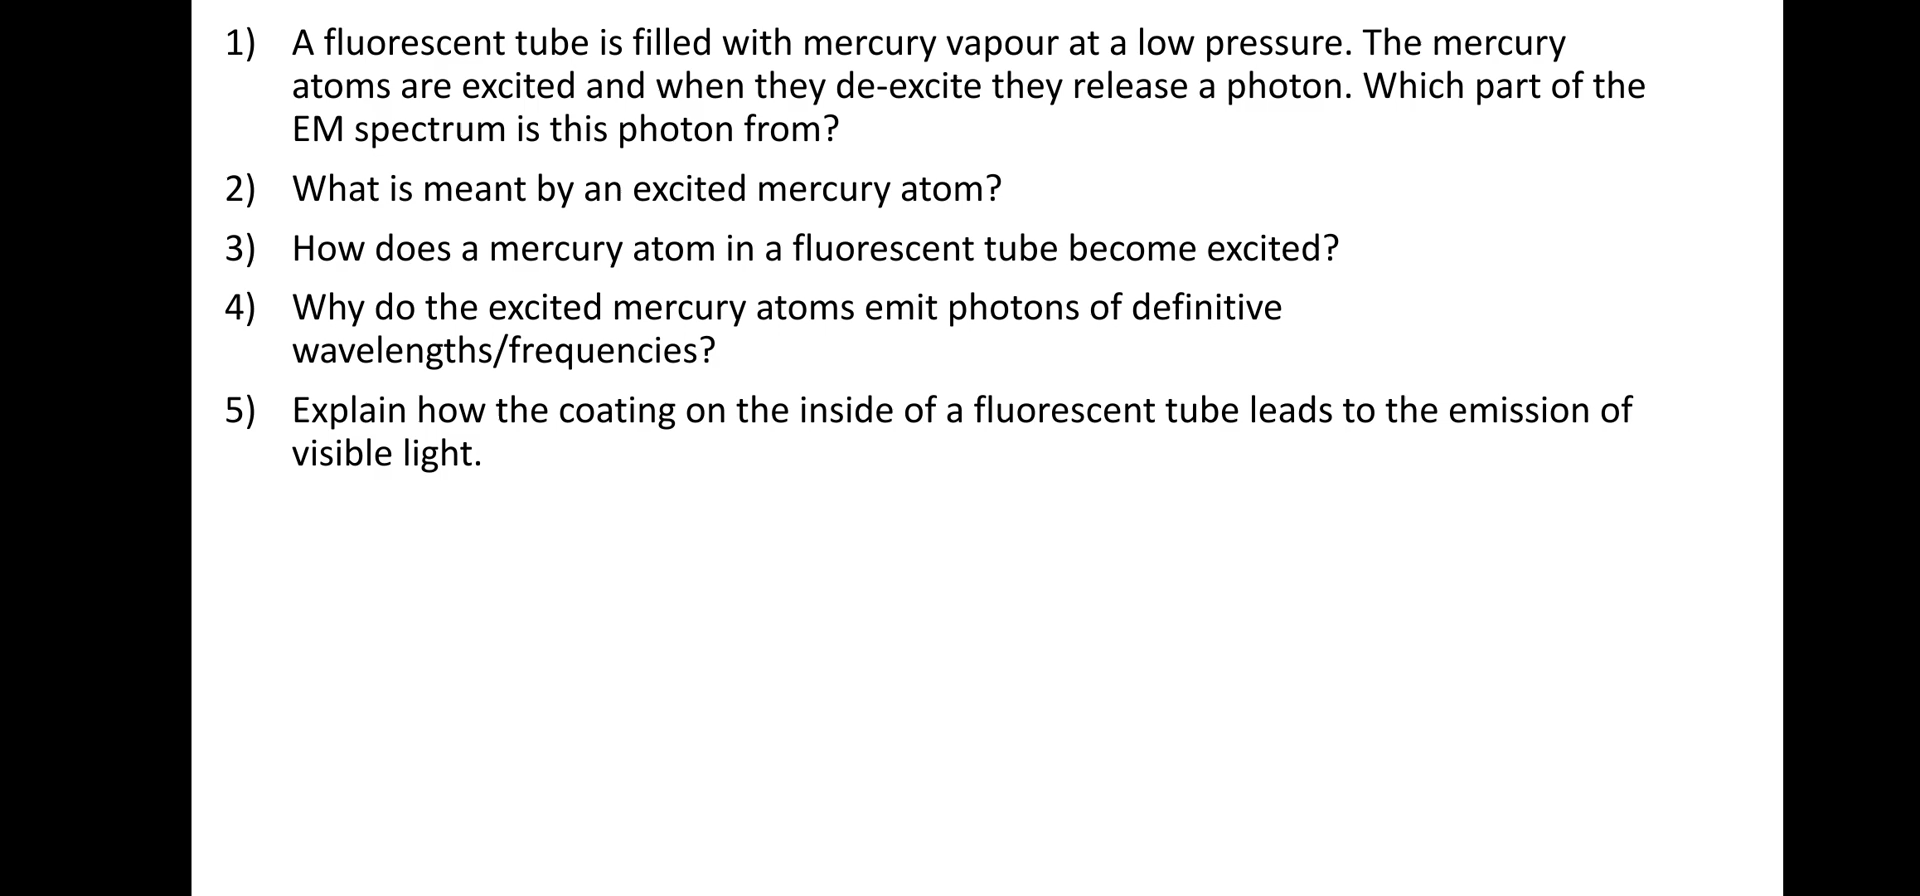 1) A fluorescent tube is filled with mercury vapour at a low pressure. The mercury
atoms are excited and when they de-excite they release a photon. Which part of the
EM spectrum is this photon from?
2) What is meant by an excited mercury atom?
3) How does a mercury atom in a fluorescent tube become excited?
4) Why do the excited mercury atoms emit photons of definitive
wavelengths/frequencies?
5) Explain how the coating on the inside of a fluorescent tube leads to the emission of
visible light.